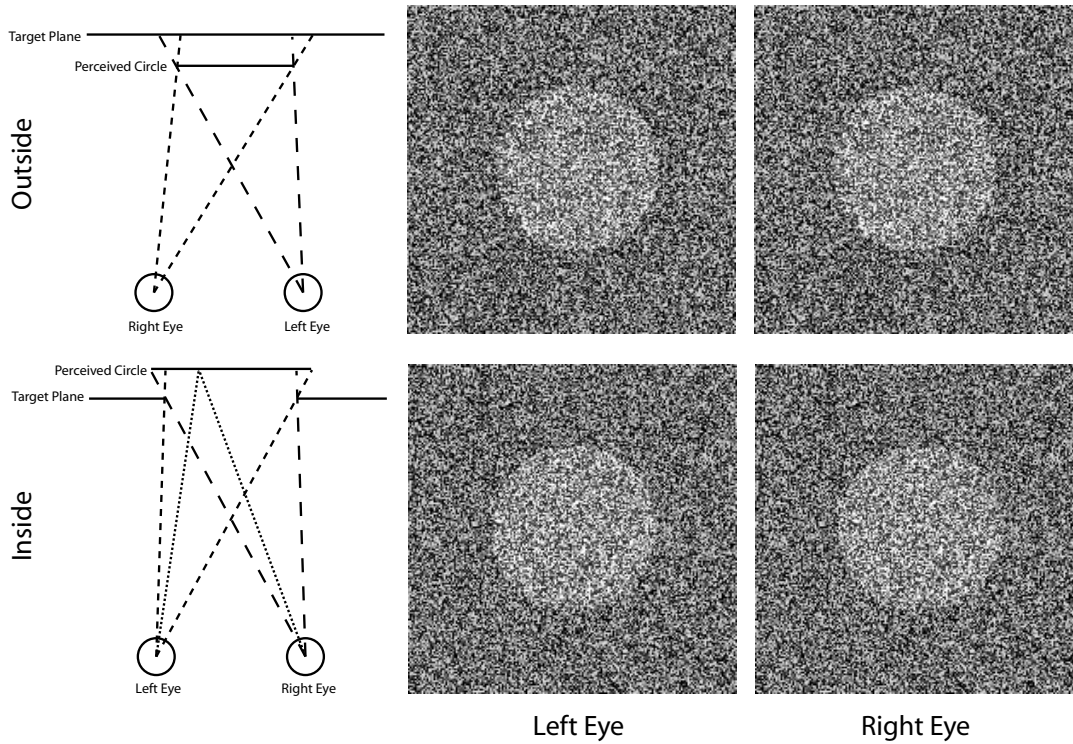 Target Plane
Perceived Circle
Outside
Right Eye
Left Eye
Perceived Circle
Target Plane
Inside
Left Eye
Right Eye
Left Eye
Right Eye